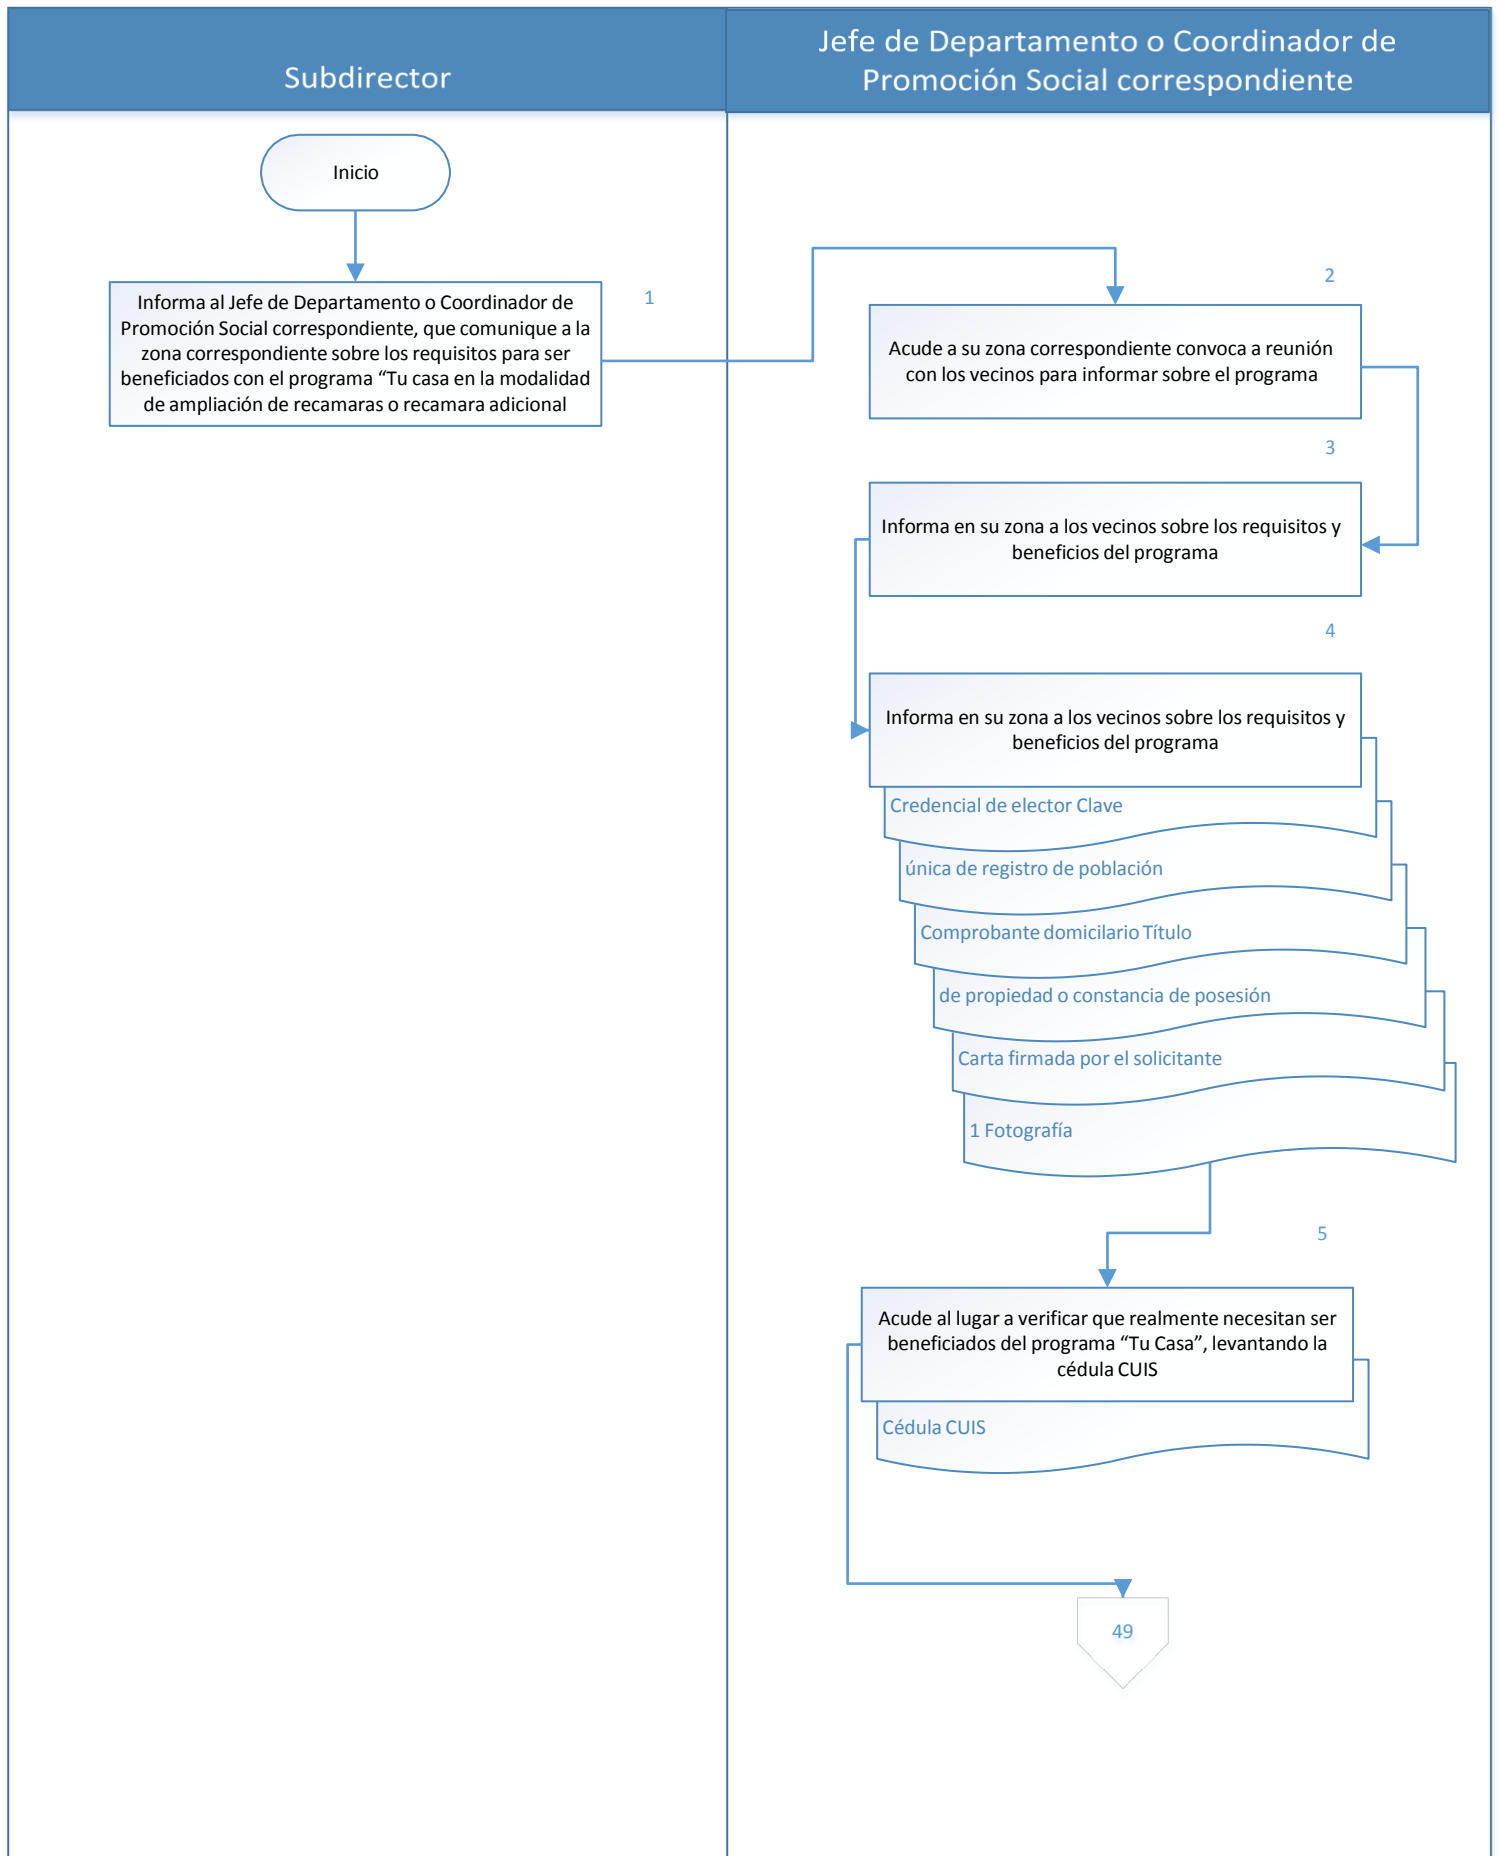 Subdirector
Jefe de Departamento o Coordinador de
Promoción Social correspondiente
Inicio
1
Informa al Jefe de Departamento o Coordinador de
Promoción Social correspondiente, que comunique a la
zona correspondiente sobre los requisitos para ser
beneficiados con el programa “Tu casa en la modalidad
de ampliación de recamaras o recamara adicional
2
Acude a su zona correspondiente convoca a reunión
con los vecinos para informar sobre el programa
3
Informa en su zona a los vecinos sobre los requisitos y
beneficios del programa
4
Informa en su zona a los vecinos sobre los requisitos y
beneficios del programa
Credencial de elector Clave
única de registro de población
Comprobante domicilario Título
de propiedad o constancia de posesión
Carta firmada por el solicitante
1 Fotografía
5
Acude al lugar a verificar que realmente necesitan ser
beneficiados del programa “Tu Casa”, levantando la
cédula CUIS
Cédula CUIS
49